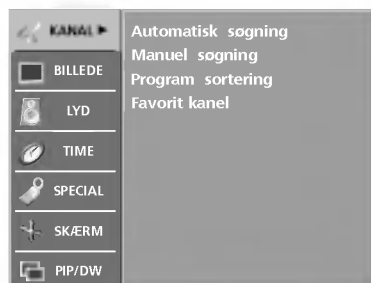 KANAL
BILLEDE
LYD
TIME
SPECIAL
SKÆRM
PIP/DW
Automatisk søgning
Manuel søgning
Program sortering
Favorit kanel